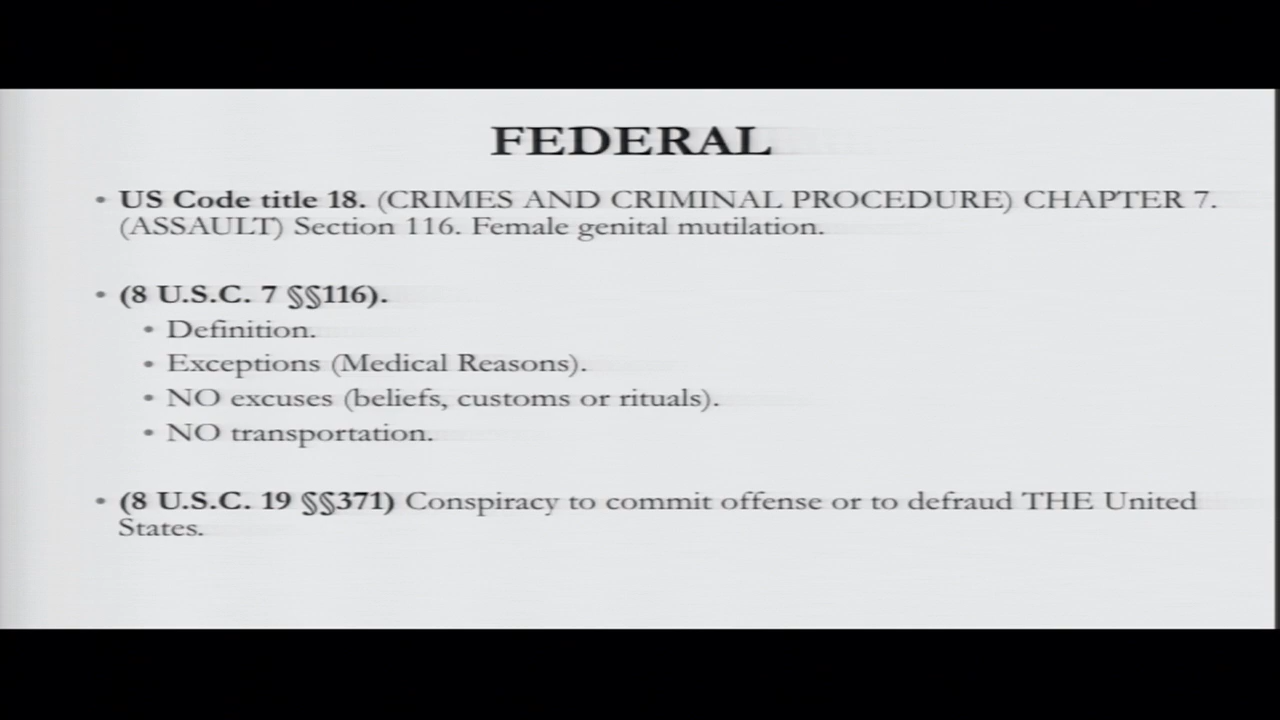 FEDERAL
• US Code title 18. (CRIMES AND CRIMINAL PROCEDURE) CHAPTER 7.
(ASSAULT) Section 116. Female genital mutilation.
• (8 U.S.C. 7 §§116).
• Definition.
• Exceptions (Medical Reasons).
• NO excuses (beliefs, customs or rituals).
• NO transportation.
• (8 U.S.C. 19 §§371) Conspiracy to commit offense or to defraud THE United
States.